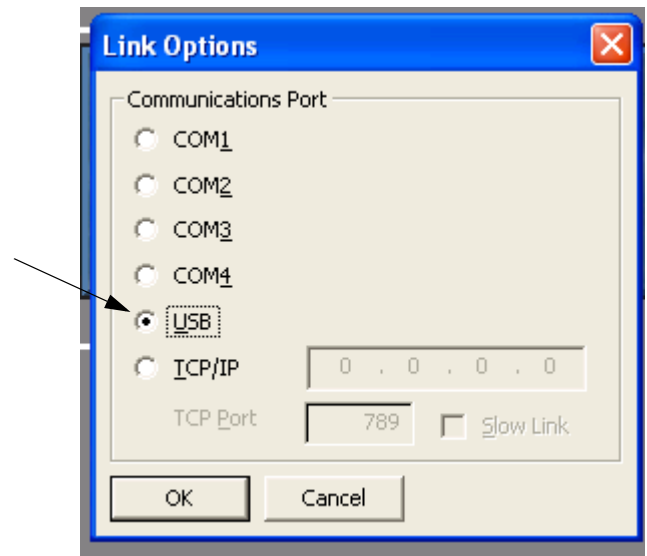 Link Options
Communications Port
COM1
COM2
COM3
COM4
USB
TCP/IP 0 . 0 . 0 . 0
TCP Port 789 Slow Link
OK Cancel